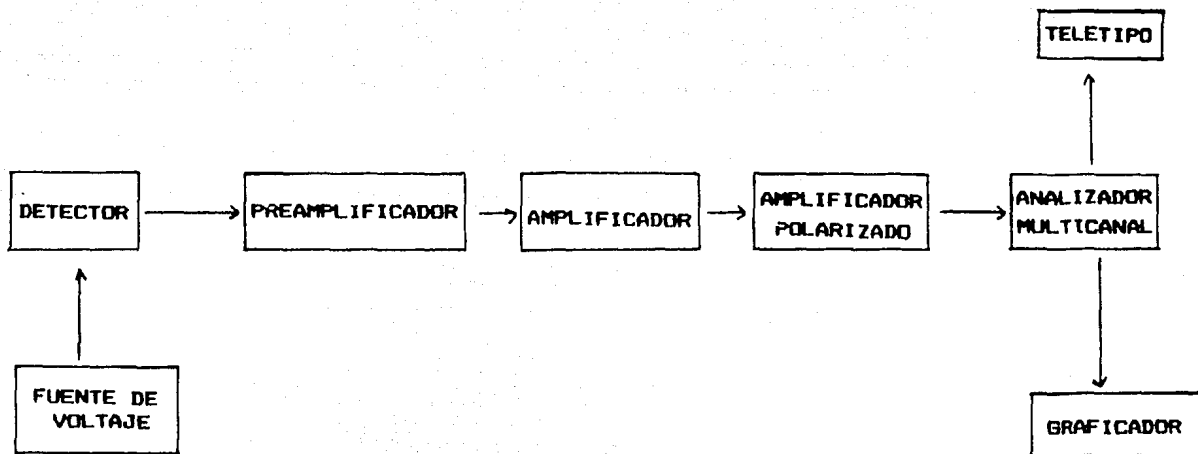 TELETIPO
DETECTOR
PREAMPLIFICADOR
AMPLIFICADOR
AMPLIFICADOR
POLARIZADO
ANALIZADOR
MULTICANAL
FUENTE DE
VOLTAJE
GRAFICADOR